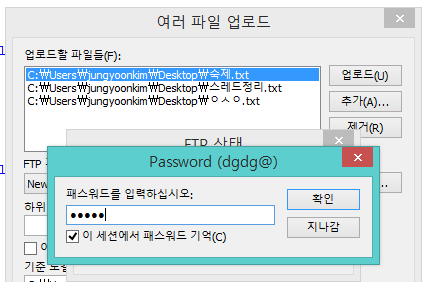 여러 파일 업로드
업로드할 파일들(F):
C:₩Users₩jungyoonkim₩Desktop₩숙제.txt
C:₩Users₩jungyoonkim₩Desktop₩스레드정리.txt
C:₩Users₩jungyoonkim₩Desktop₩ㅇㅅㅇ.txt
업로드(U)
추가(A)...
제거(R)
FTP 상태
FTP
Password (dgdg@)
New
패스워드를 입력하십시오:
확인
하위
이 세션에서 패스워드 기억(C)
지나감
기준